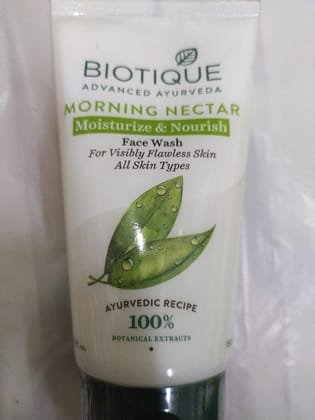 BIOTIQUE
ADVANCED AYURVEDA
MORNING NECTAR
Moisturize & Nourish
Face Wash
For Visibly Flawless Skin
All Skin Types
AYURVEDIC RECIPE
100%
BOTANICAL EXTRACTS